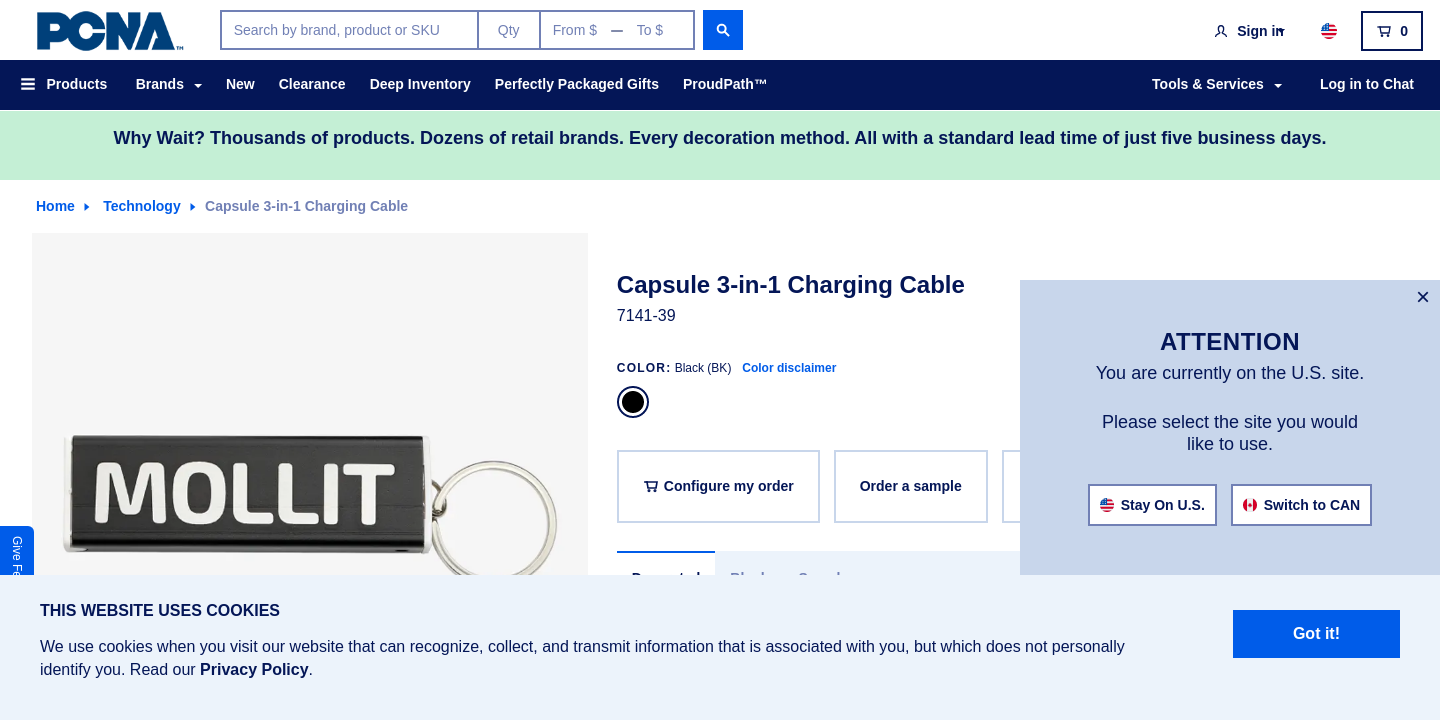 PCNA™
Search by brand, product or SKU
Qty
From $ — To $
Sign in
0
Products
Brands
New
Clearance
Deep Inventory
Perfectly Packaged Gifts
ProudPath™
Tools & Services
Log in to Chat
Why Wait? Thousands of products. Dozens of retail brands. Every decoration method. All with a standard lead time of just five business days.
Home
Technology
Capsule 3-in-1 Charging Cable
MOLLIT
Capsule 3-in-1 Charging Cable
7141-39
COLOR: Black (BK) Color disclaimer
Configure my order
Order a sample
×
ATTENTION
You are currently on the U.S. site.
Please select the site you would
like to use.
Stay On U.S.
Switch to CAN
Give
THIS WEBSITE USES COOKIES
We use cookies when you visit our website that can recognize, collect, and transmit information that is associated with you, but which does not personally
identify you. Read our Privacy Policy.
Got it!